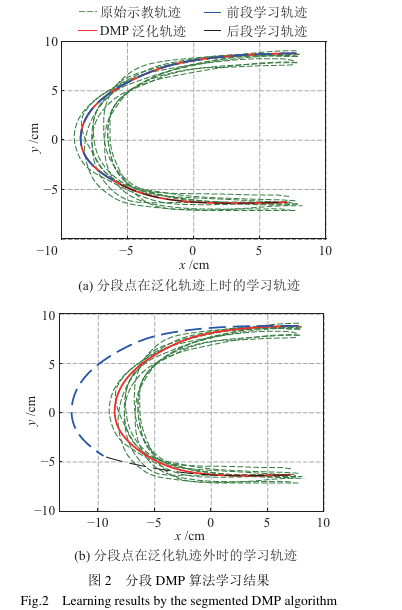 原始示教轨迹 前段学习轨迹
DMP 泛化轨迹 后段学习轨迹
10
5
0
−5
−10 −5 0 5 10
y /cm
x /cm
(a) 分段点在泛化轨迹上时的学习轨迹
10
5
0
−5
−10
−10 −5 0 5 10
y /cm
x /cm
(b) 分段点在泛化轨迹外时的学习轨迹
图 2 分段 DMP 算法学习结果
Fig.2 Learning results by the segmented DMP algorithm